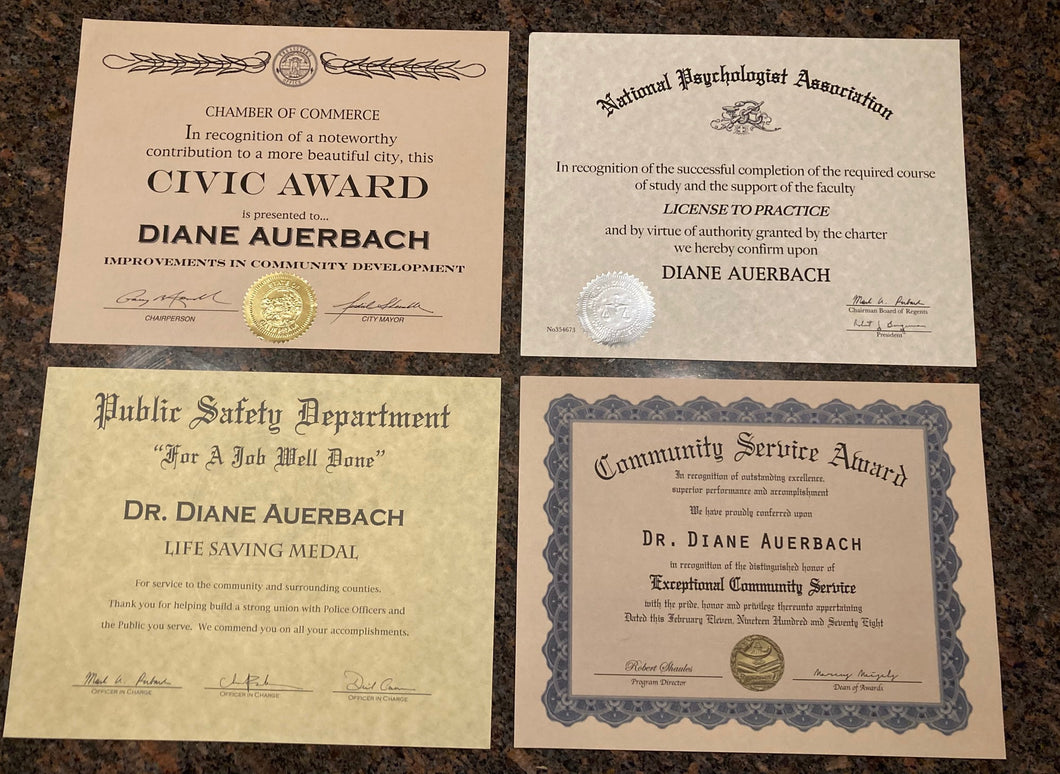 CHAMBER OF COMMERCE
In recognition of a noteworthy
contribution to a more beautiful city, this
CIVIC AWARD
is presented to...
DIANE AUERBACH
IMPROVEMENTS IN COMMUNITY DEVELOPMENT
CHAIRPERSON
CITY MAYOR
National Psychologist Association
In recognition of the successful completion of the required course
of study and the support of the faculty
LICENSE TO PRACTICE
and by virtue of authority granted by the charter
we hereby confirm upon
DIANE AUERBACH
No354673
Chairman Board of Regents
President
Public Safety Department
“For A Job Well Done”
DR. DIANE AUERBACH
LIFE SAVING MEDAL
For service to the community and surrounding counties.
Thank you for helping build a strong union with Police Officers and
the Public you serve. We commend you on all your accomplishments.
OFFICER IN CHARGE
OFFICER IN CHARGE
OFFICER IN CHARGE
Community Service Award
In recognition of outstanding excellence,
superior performance and accomplishment
We have proudly conferred upon
DR. DIANE AUERBACH
in recognition of the distinguished honor of
Exceptional Community Service
with the pride, honor and privilege thereunto appertaining
Dated this February Eleven, Nineteen Hundred and Seventy Eight
Robert Shaules
Program Director
Dean of Awards